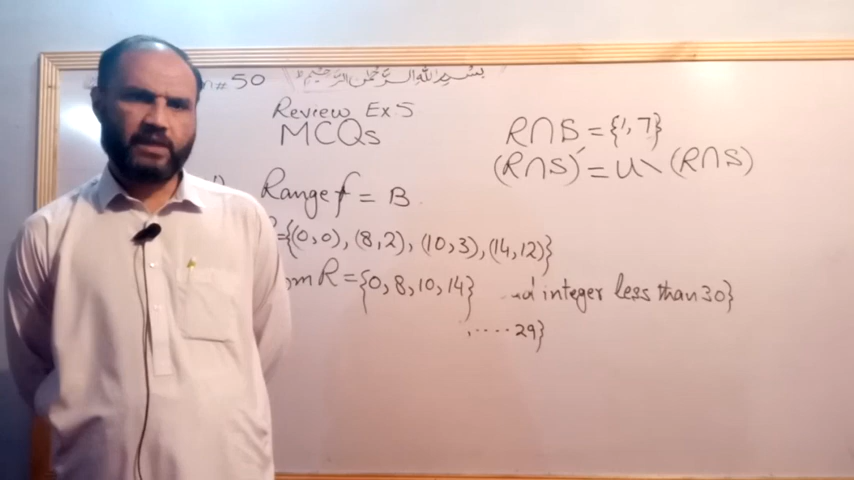 n# 50
بسم الله الرحمن الرحيم
Review Ex 5
MCQs
Range f = B
={(0,0), (8,2), (10,3), (14,12)}
om R = {0, 8, 10, 14}
R∩S = {1, 7}
(R∩S)′ = U \ (R∩S)
integer less than 30}
, .... 29}